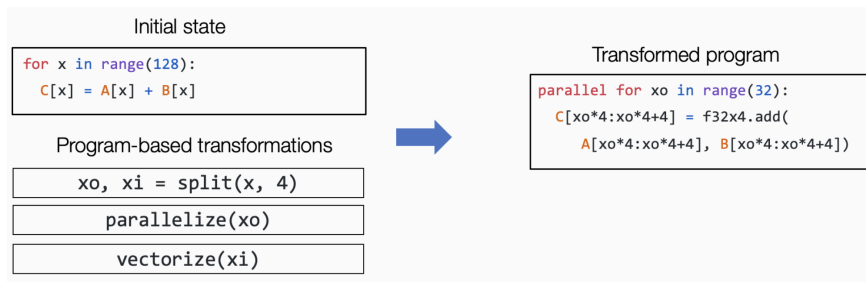 Initial state
for x in range(128):
C[x] = A[x] + B[x]
Program-based transformations
xo, xi = split(x, 4)
parallelize(xo)
vectorize(xi)
Transformed program
parallel for xo in range(32):
C[xo*4:xo*4+4] = f32x4.add(
A[xo*4:xo*4+4], B[xo*4:xo*4+4])